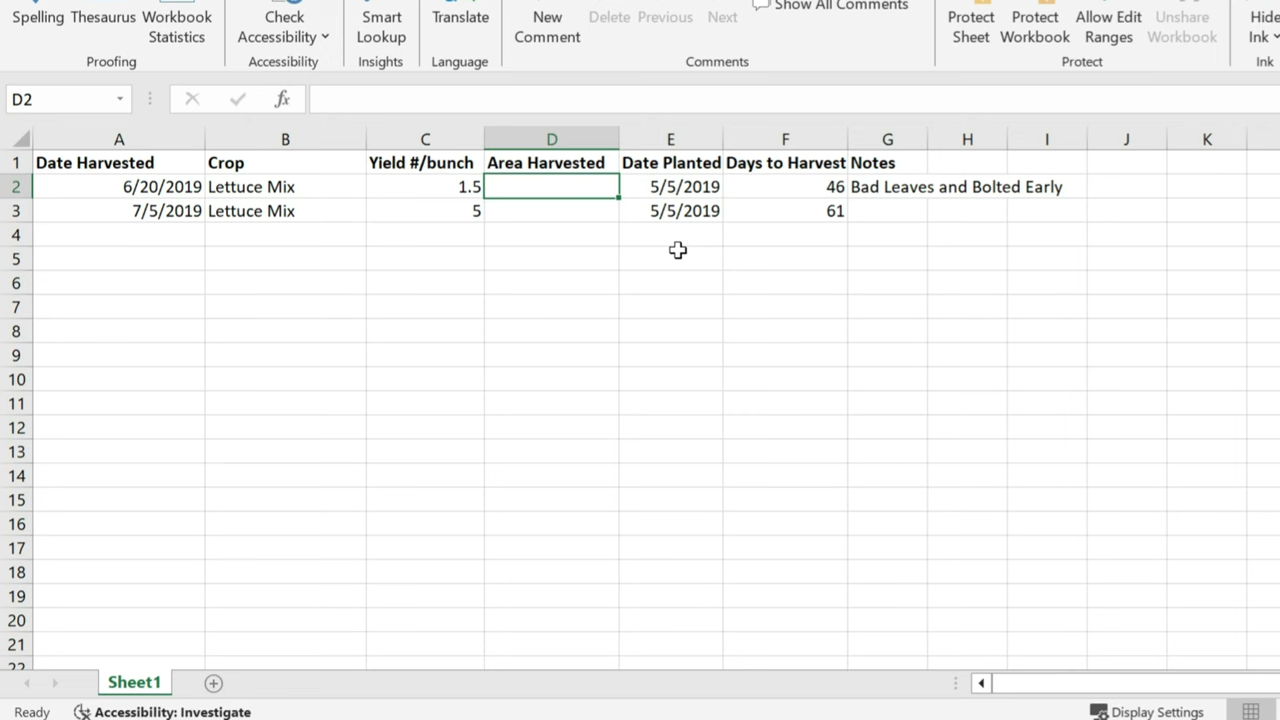 Spelling Thesaurus Workbook Statistics
Check Accessibility
Smart Lookup
Translate
New Comment
Delete Previous Next
Show All Comments
Protect Sheet
Protect Workbook
Allow Edit Ranges
Unshare Workbook
Hide Ink
Proofing Accessibility Insights Language Comments Protect Ink
D2 fx
A B C D E F G H I J K
1 Date Harvested Crop Yield #/bunch Area Harvested Date Planted Days to Harvest Notes
2 6/20/2019 Lettuce Mix 1.5 5/5/2019 46 Bad Leaves and Bolted Early
3 7/5/2019 Lettuce Mix 5 5/5/2019 61
4
5
6
7
8
9
10
11
12
13
14
15
16
17
18
19
20
21
22
Sheet1
Ready Accessibility: Investigate Display Settings